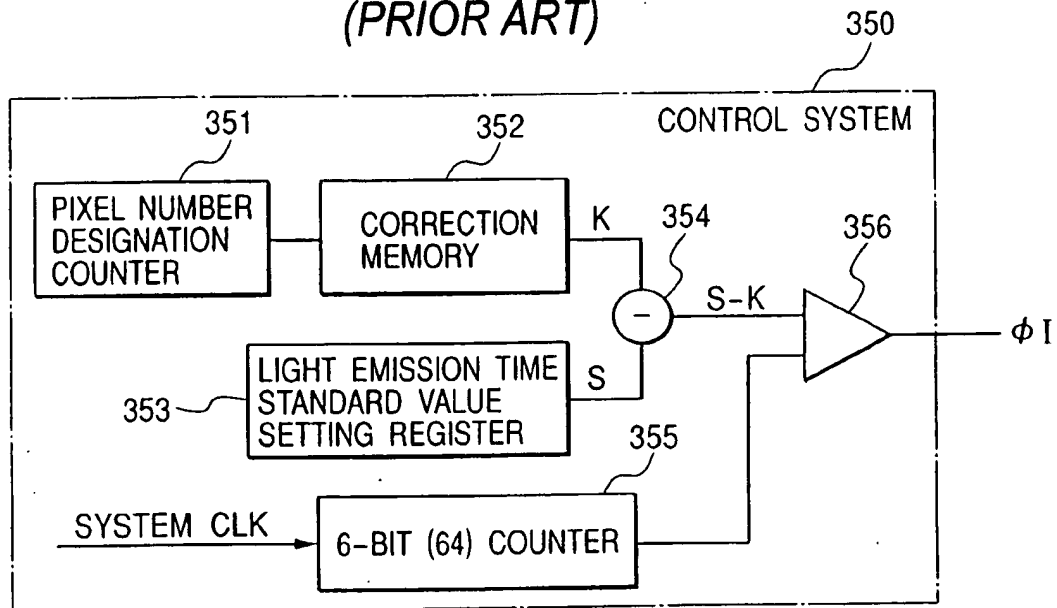 (PRIOR ART)
350
CONTROL SYSTEM
351
352
PIXEL NUMBER
DESIGNATION
COUNTER
CORRECTION
MEMORY
K
354
356
−
S-K
φI
LIGHT EMISSION TIME
STANDARD VALUE
SETTING REGISTER
S
353
355
SYSTEM CLK
6-BIT (64) COUNTER